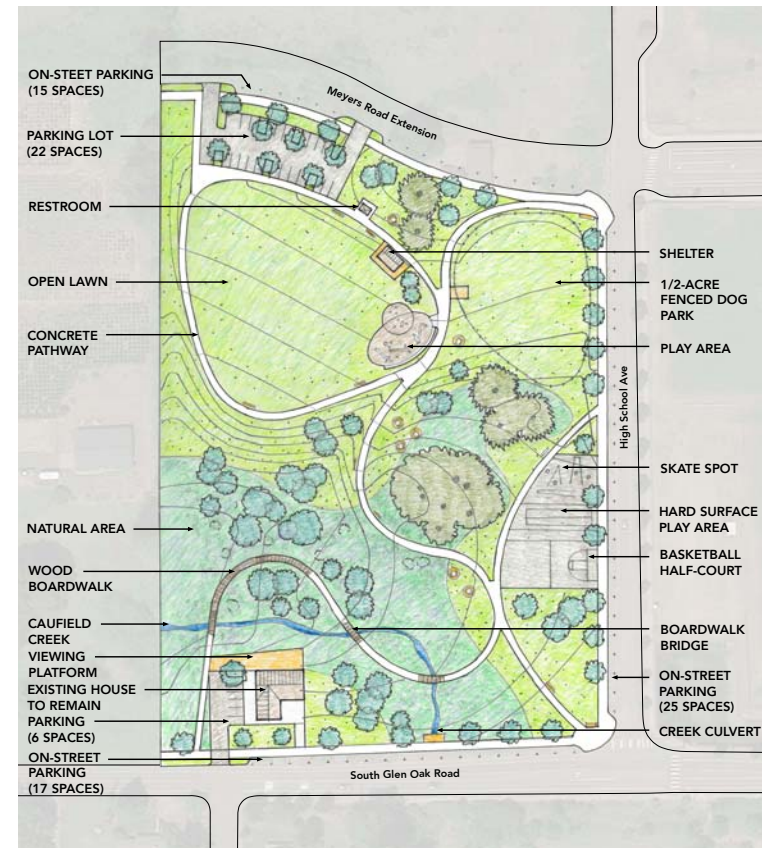 ON-STEET PARKING
(15 SPACES)
Meyers Road Extension
PARKING LOT
(22 SPACES)
RESTROOM
OPEN LAWN
CONCRETE
PATHWAY
NATURAL AREA
WOOD
BOARDWALK
CAUFIELD
CREEK
VIEWING
PLATFORM
EXISTING HOUSE
TO REMAIN
PARKING
(6 SPACES)
ON-STREET
PARKING
(17 SPACES)
South Glen Oak Road
SHELTER
1/2-ACRE
FENCED DOG
PARK
PLAY AREA
High School Ave
SKATE SPOT
HARD SURFACE
PLAY AREA
BASKETBALL
HALF-COURT
BOARDWALK
BRIDGE
ON-STREET
PARKING
(25 SPACES)
CREEK CULVERT